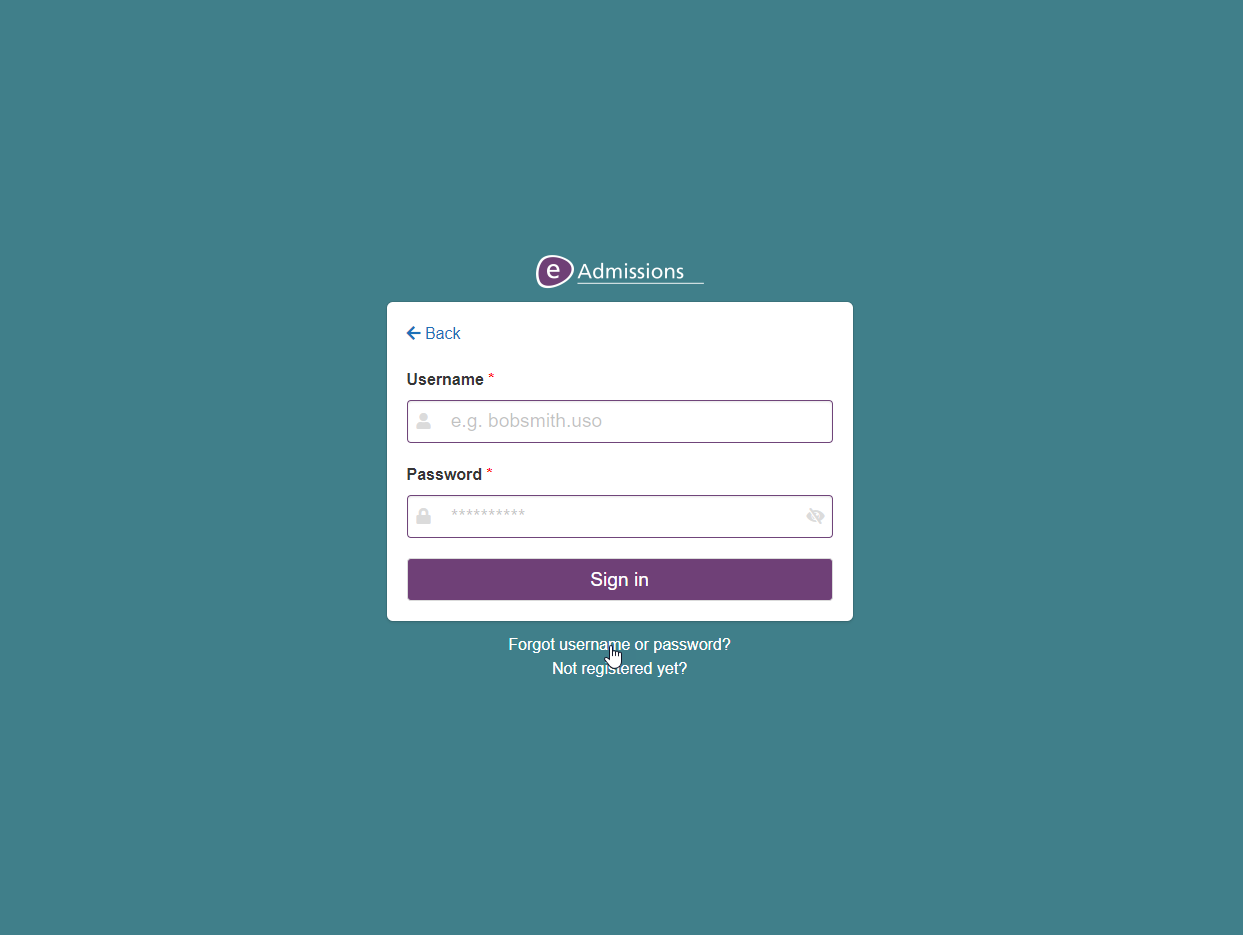 e Admissions
Back
Username *
e.g. bobsmith.uso
Password *
**********
Sign in
Forgot username or password?
Not registered yet?